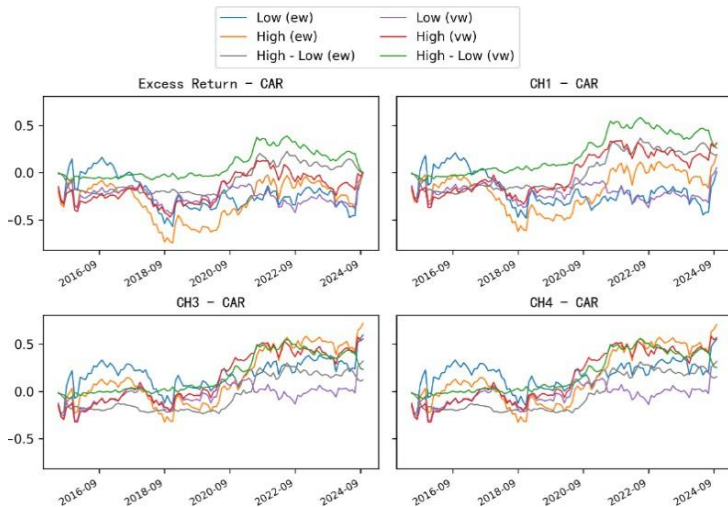 Low (ew) Low (vw)
High (ew) High (vw)
High - Low (ew) High - Low (vw)
Excess Return - CAR CH1 - CAR
0.5
0.0
-0.5
2016-09 2018-09 2020-09 2022-09 2024-09 2016-09 2018-09 2020-09 2022-09 2024-09
CH3 - CAR CH4 - CAR
0.5
0.0
-0.5
2016-09 2018-09 2020-09 2022-09 2024-09 2016-09 2018-09 2020-09 2022-09 2024-09